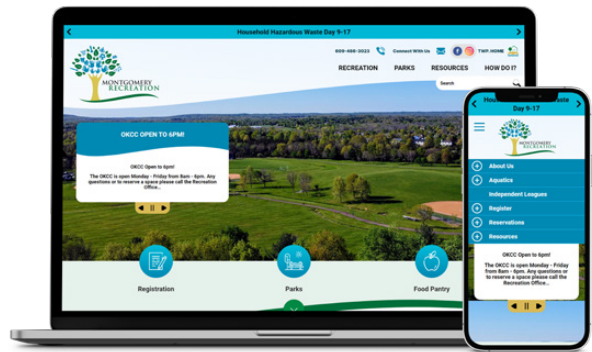 Household Hazardous Waste Day 9-17
609-488-3023 Connect With Us TWP. HOME
MONTGOMERY
RECREATION
RECREATION PARKS RESOURCES HOW DO I?
Search
OKCC OPEN TO 6PM!
OKCC Open to 6pm!
The OKCC is open Monday - Friday from 8am - 6pm. Any
questions or to reserve a space please call the Recreation
Office...
Registration Parks Food Pantry
Day 9-17
MONTGOMERY
RECREATION
About Us
Aquatics
Independent Leagues
Register
Reservations
Resources
OKCC Open to 6pm!
The OKCC is open Monday - Friday
from 8am - 6pm. Any questions or
to reserve a space please call the
Recreation Office...